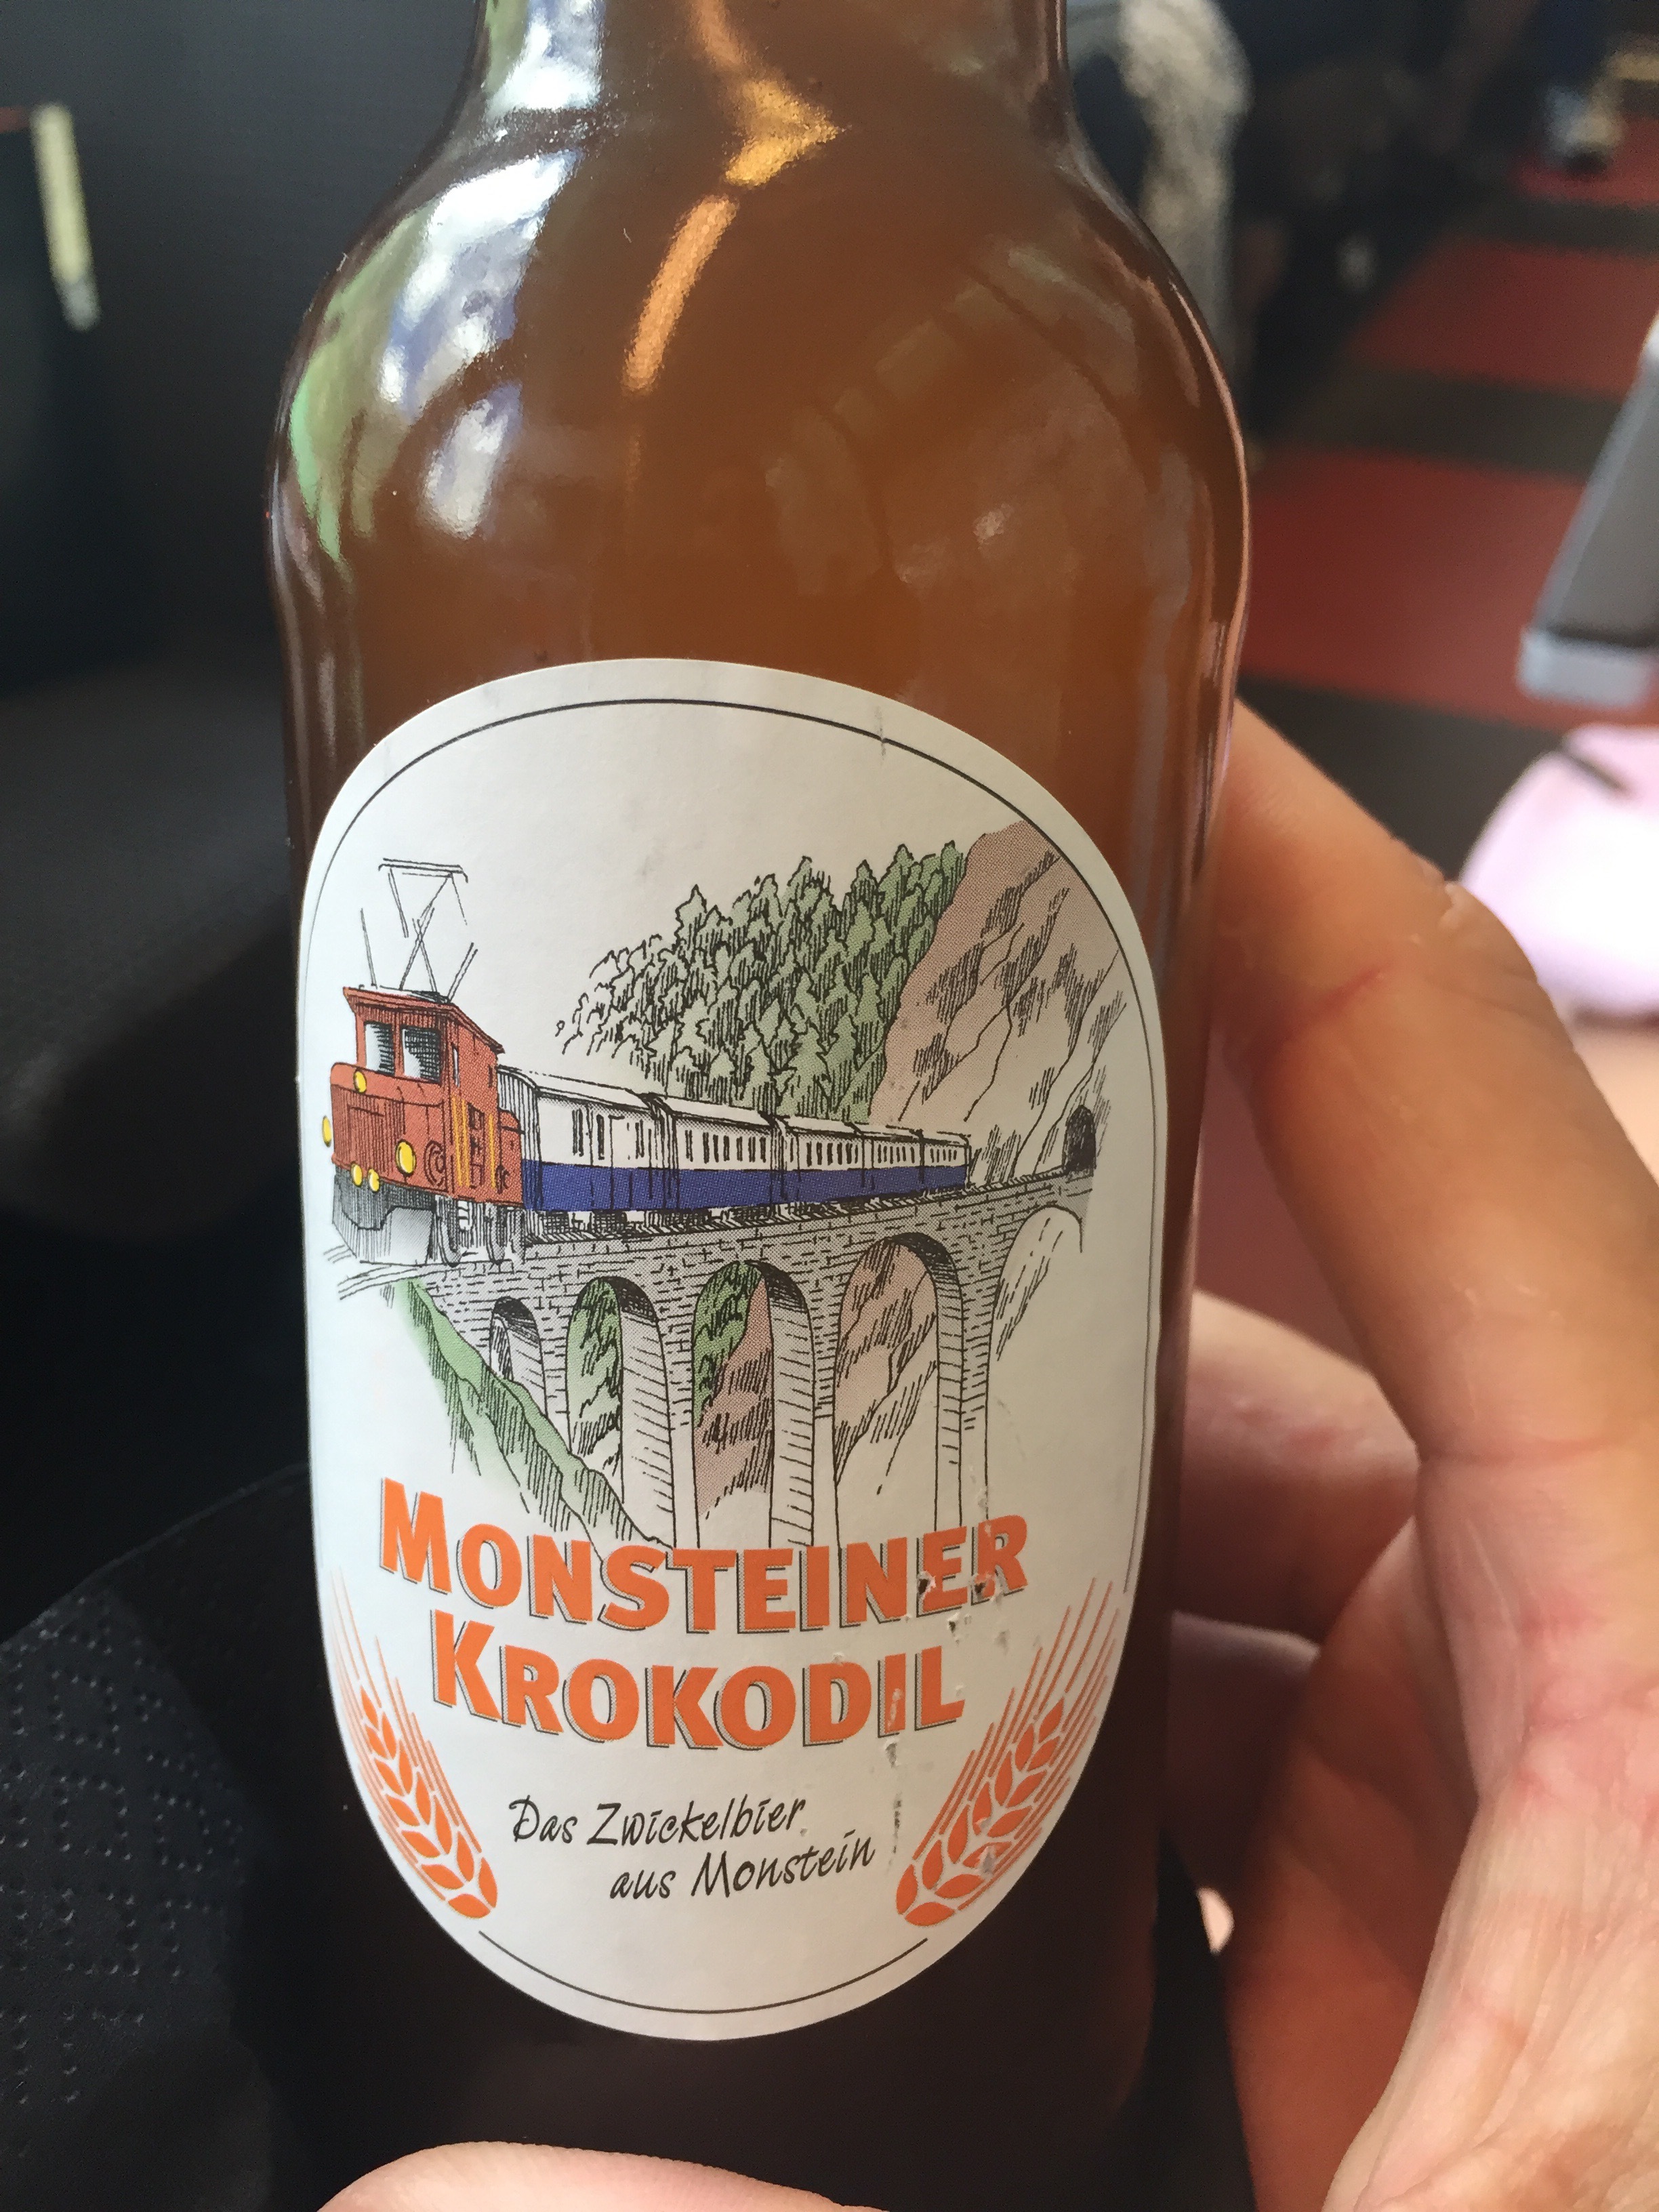 MONSTEINER
KROKODIL
Das Zwickelbier
aus Monstein